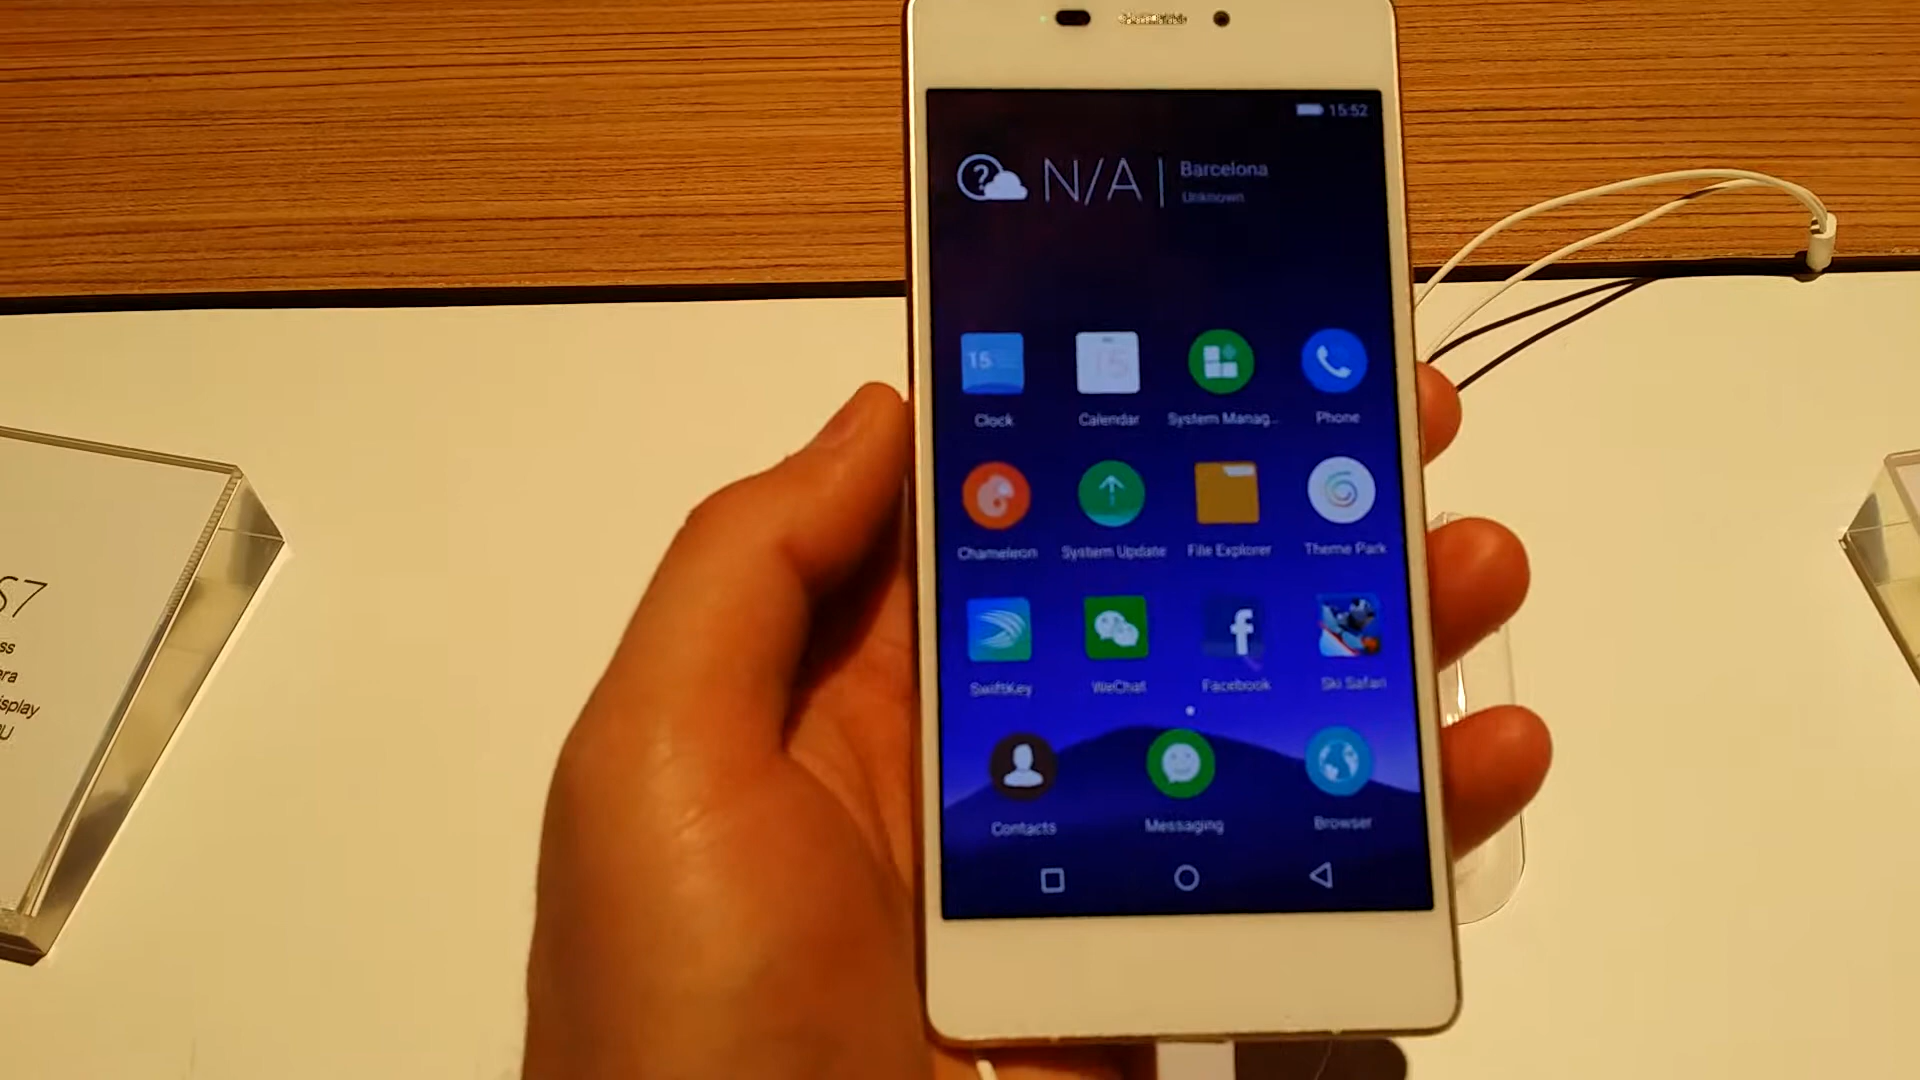 15:52
N/A
Barcelona
Unknown
15
15
Clock
Calendar
System Manag...
Phone
Chameleon
System Update
File Explorer
Theme Park
SwiftKey
WeChat
f
Facebook
Ski Safari
Contacts
Messaging
Browser
S7
ss
era
isplay